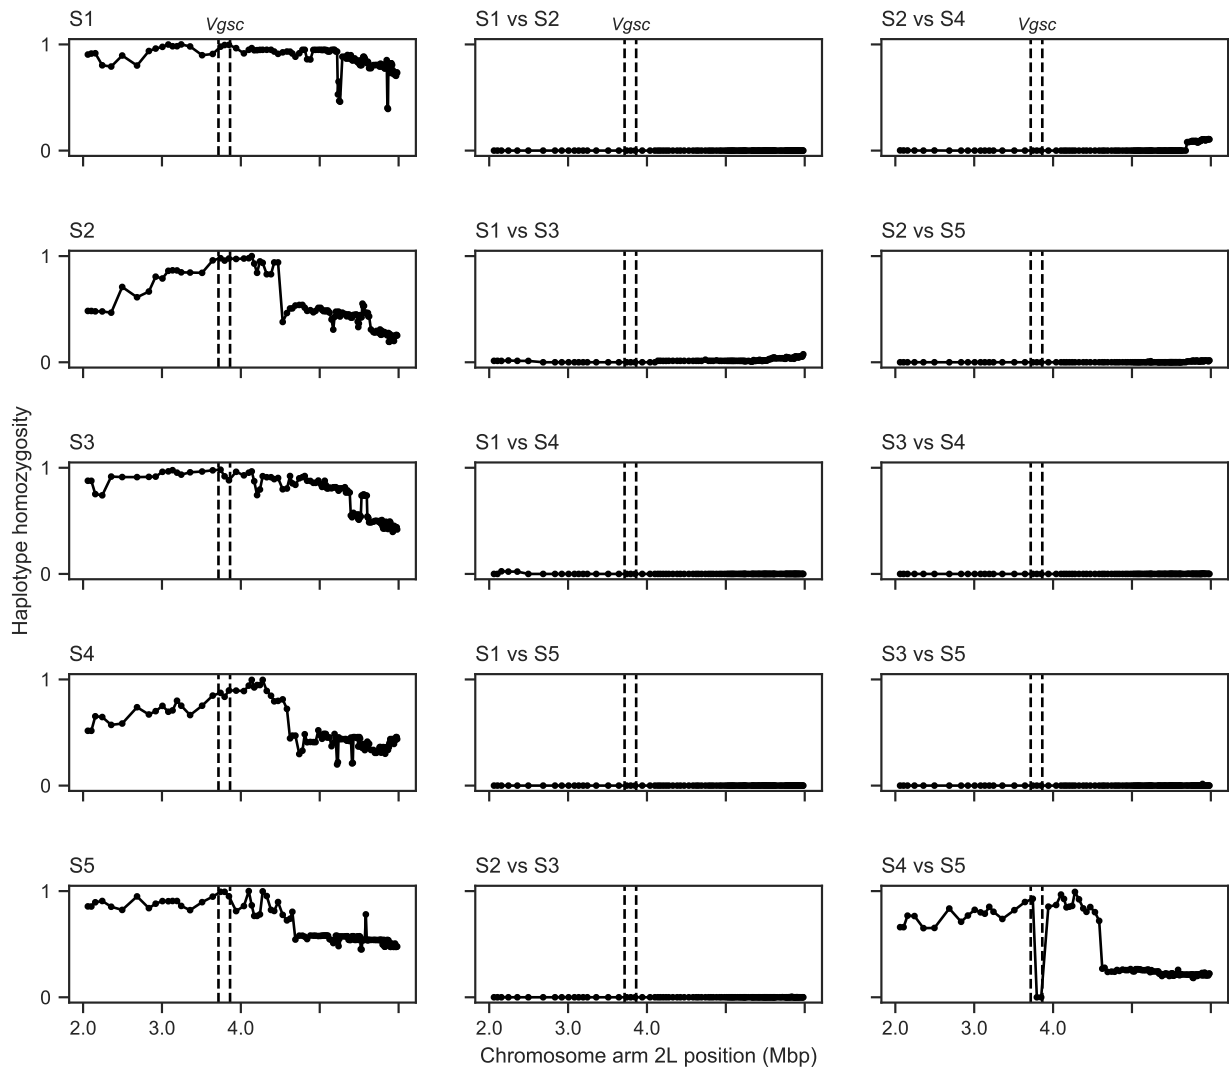 S1
Vgsc
S1 vs S2
Vgsc
S2 vs S4
Vgsc
1
0
S2
S1 vs S3
S2 vs S5
1
0
S3
S1 vs S4
S3 vs S4
1
0
Haplotype homozygosity
S4
S1 vs S5
S3 vs S5
1
0
S5
S2 vs S3
S4 vs S5
1
0
2.0 3.0 4.0
2.0 3.0 4.0
2.0 3.0 4.0
Chromosome arm 2L position (Mbp)